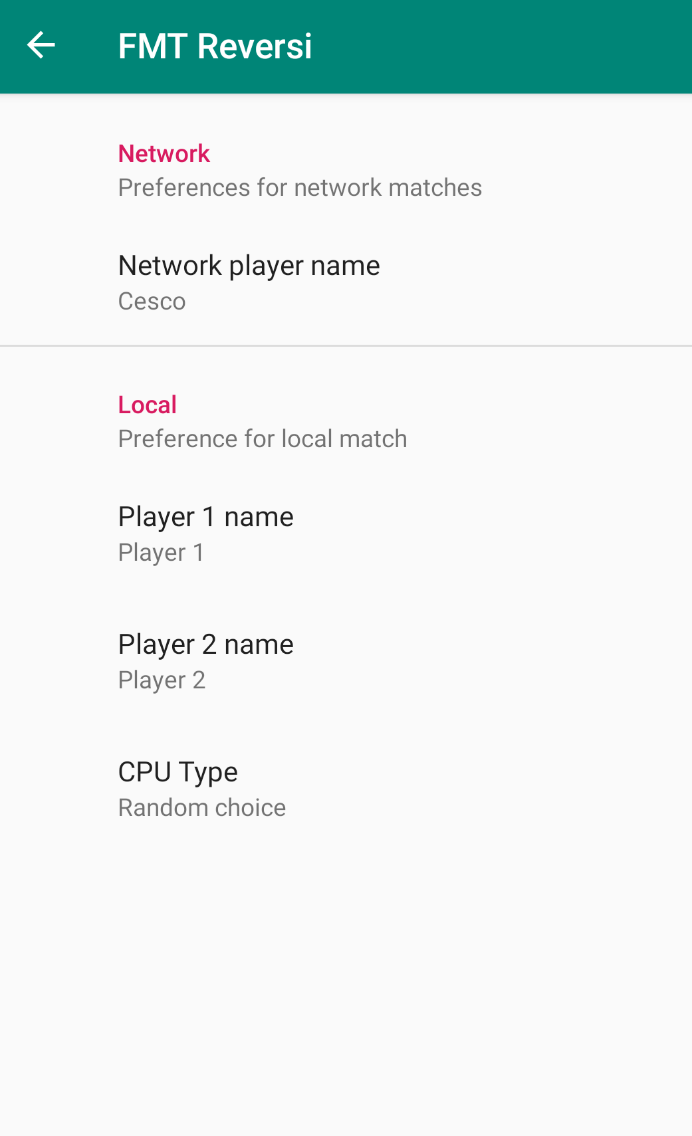 FMT Reversi
Network
Preferences for network matches
Network player name
Cesco
Local
Preference for local match
Player 1 name
Player 1
Player 2 name
Player 2
CPU Type
Random choice